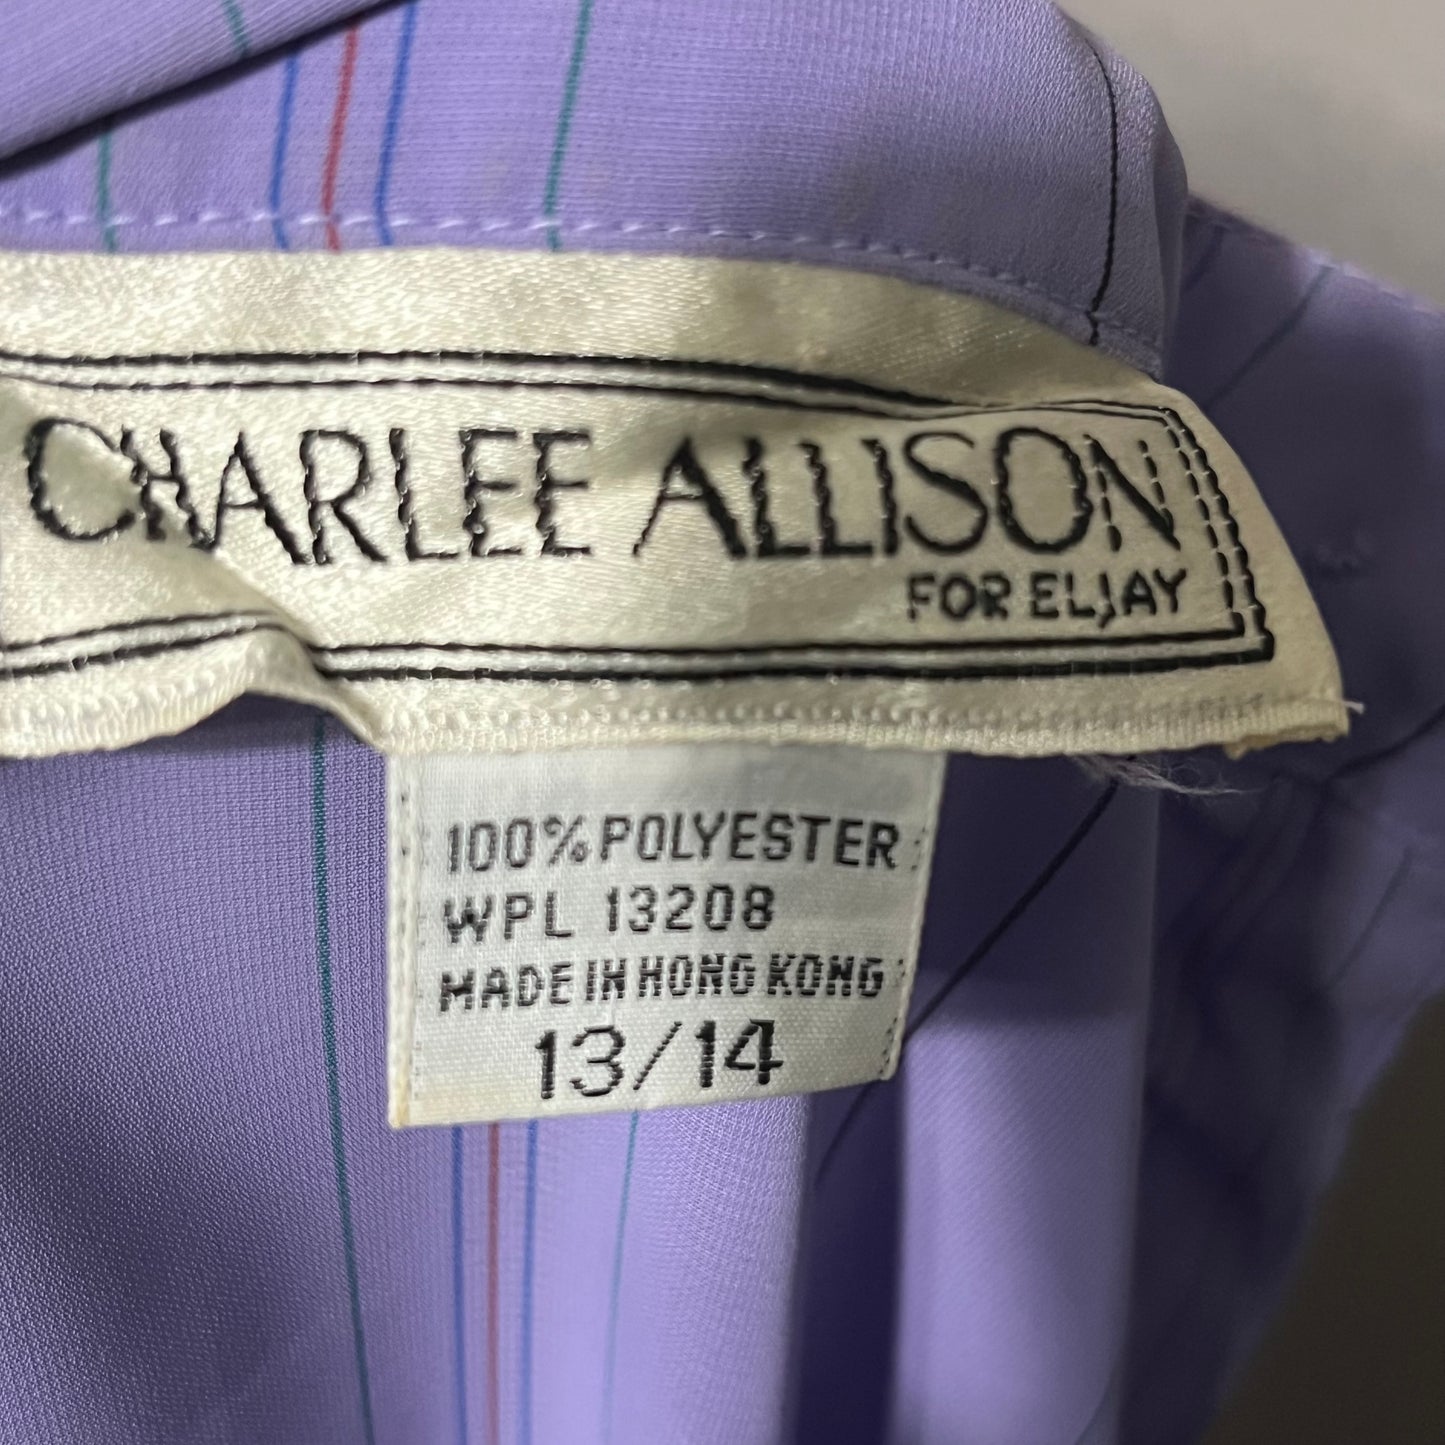 CHARLEE ALLISON
FOR ELJAY
100% POLYESTER
WPL 13208
MADE IN HONG KONG
13/14